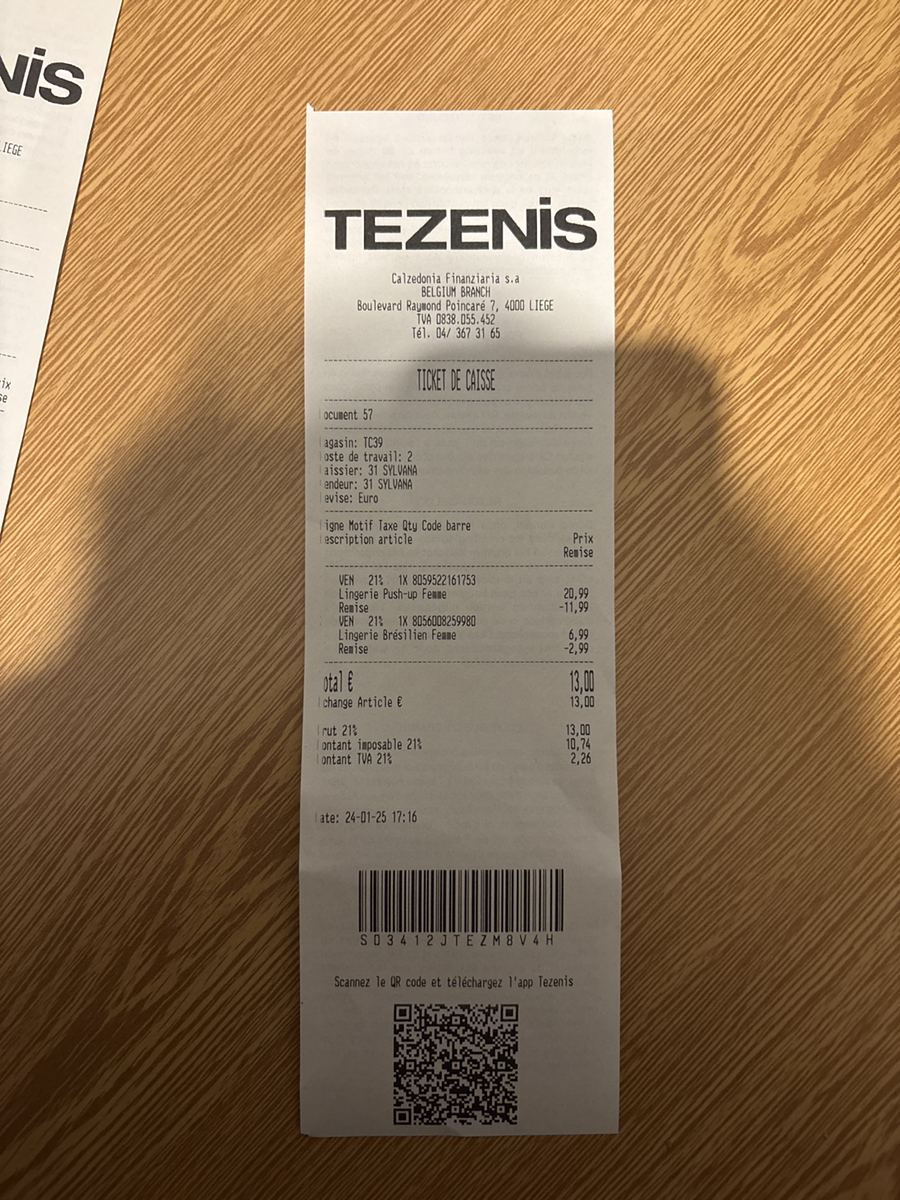 NIS
LIEGE
rix
se
TEZENIS
Calzedonia Finanziaria s.a
BELGIUM BRANCH
Boulevard Raymond Poincaré 7, 4000 LIEGE
TVA 0838.055.452
Tél. 04/ 367 31 65
TICKET DE CAISSE
ocument 57
agasin: TC39
oste de travail: 2
aissier: 31 SYLVANA
endeur: 31 SYLVANA
evise: Euro
igne Motif Taxe Qty Code barre
escription article Prix
Remise
VEN 21% 1X 8059522161753
Lingerie Push-up Femme 20,99
Remise -11,99
VEN 21% 1X 8056008259980
Lingerie Brésilien Femme 6,99
Remise -2,99
otal € 13,00
change Article € 13,00
rut 21% 13,00
ontant imposable 21% 10,74
ontant TVA 21% 2,26
ate: 24-01-25 17:16
S03412JTEZM8V4H
Scannez le QR code et téléchargez l'app Tezenis